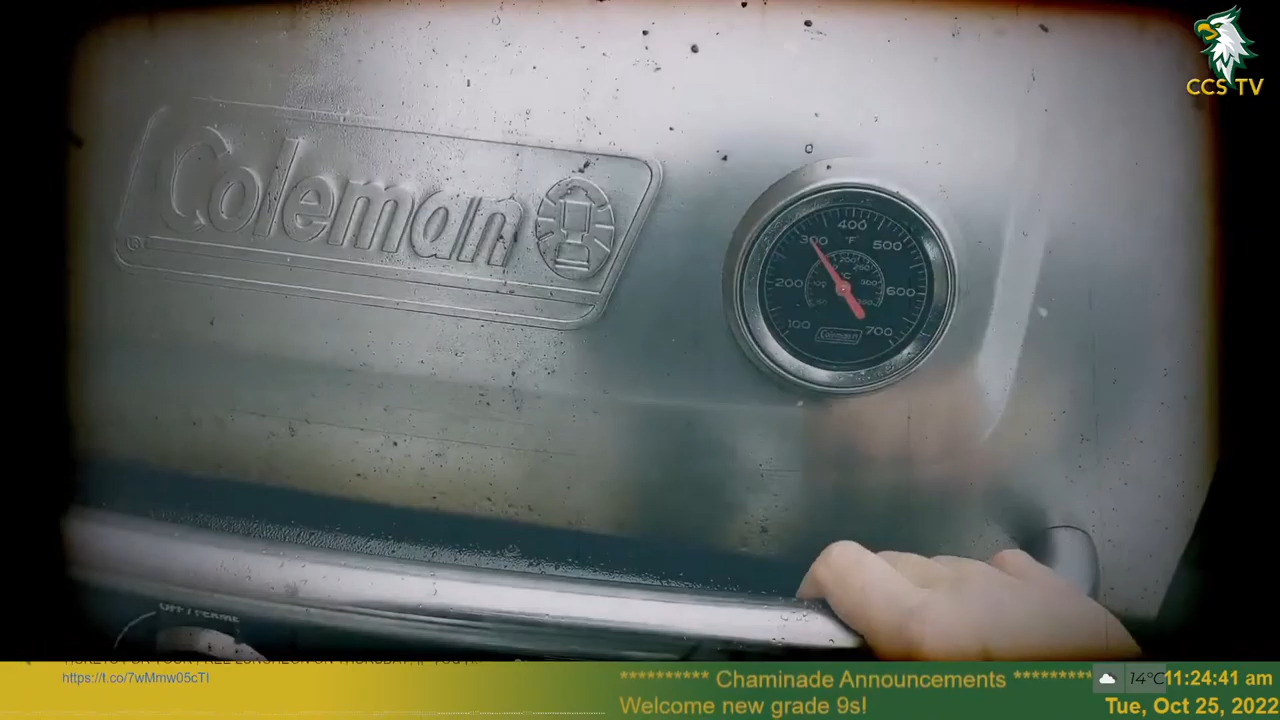 CCS TV
Coleman
®
400
300
°F
500
200
600
100
700
Coleman
OFF / FERMÉ
https://t.co/7wMmw05cTI
********** Chaminade Announcements *********
Welcome new grade 9s!
14°C
11:24:41 am
Tue, Oct 25, 2022